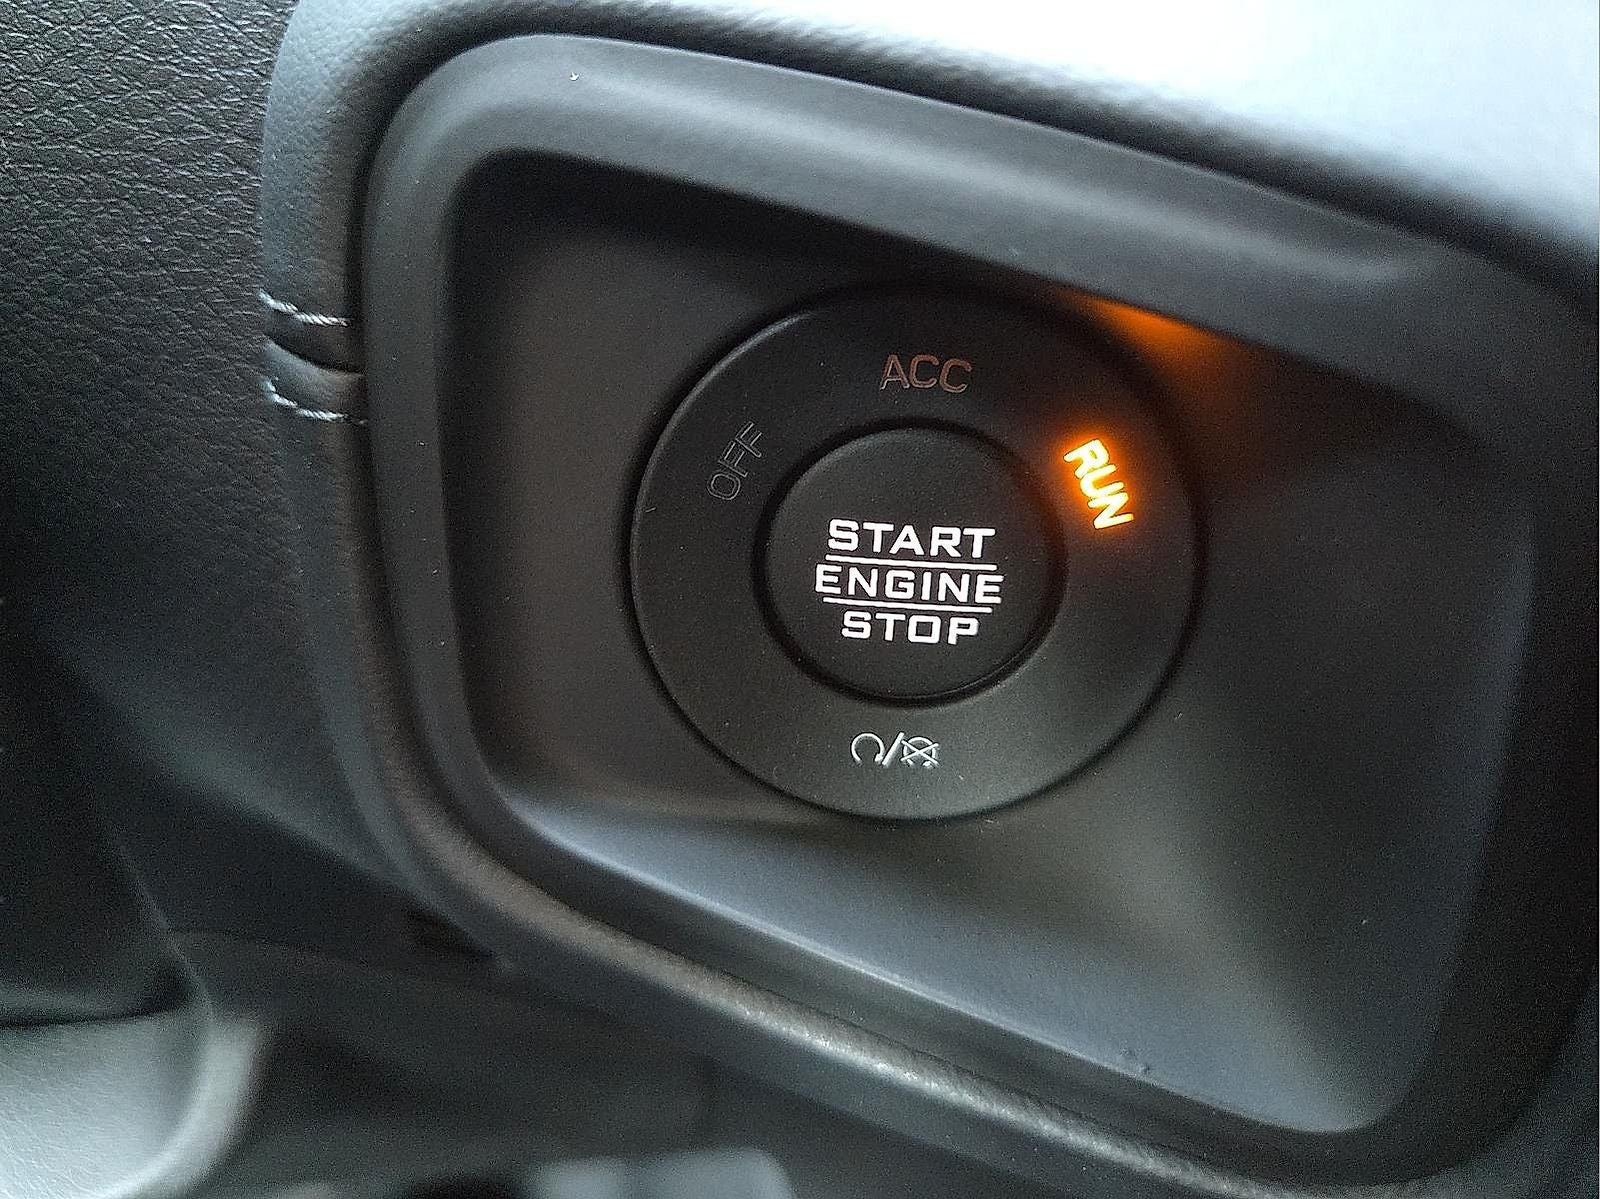 ACC
OFF
RUN
START
ENGINE
STOP